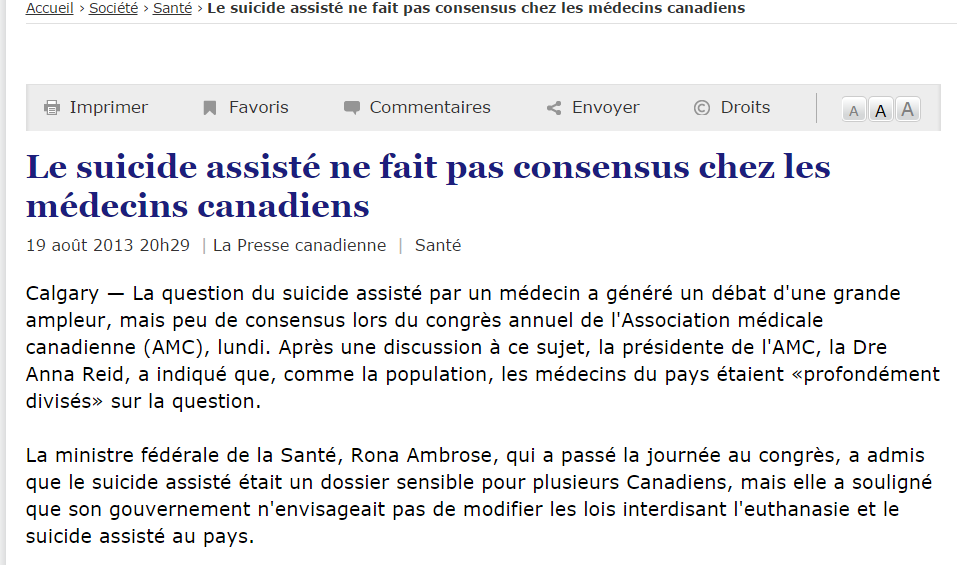 Accueil › Société › Santé › Le suicide assisté ne fait pas consensus chez les médecins canadiens
Imprimer Favoris Commentaires Envoyer © Droits A A A
Le suicide assisté ne fait pas consensus chez les
médecins canadiens
19 août 2013 20h29 | La Presse canadienne | Santé
Calgary — La question du suicide assisté par un médecin a généré un débat d'une grande
ampleur, mais peu de consensus lors du congrès annuel de l'Association médicale
canadienne (AMC), lundi. Après une discussion à ce sujet, la présidente de l'AMC, la Dre
Anna Reid, a indiqué que, comme la population, les médecins du pays étaient «profondément
divisés» sur la question.
La ministre fédérale de la Santé, Rona Ambrose, qui a passé la journée au congrès, a admis
que le suicide assisté était un dossier sensible pour plusieurs Canadiens, mais elle a souligné
que son gouvernement n'envisageait pas de modifier les lois interdisant l'euthanasie et le
suicide assisté au pays.